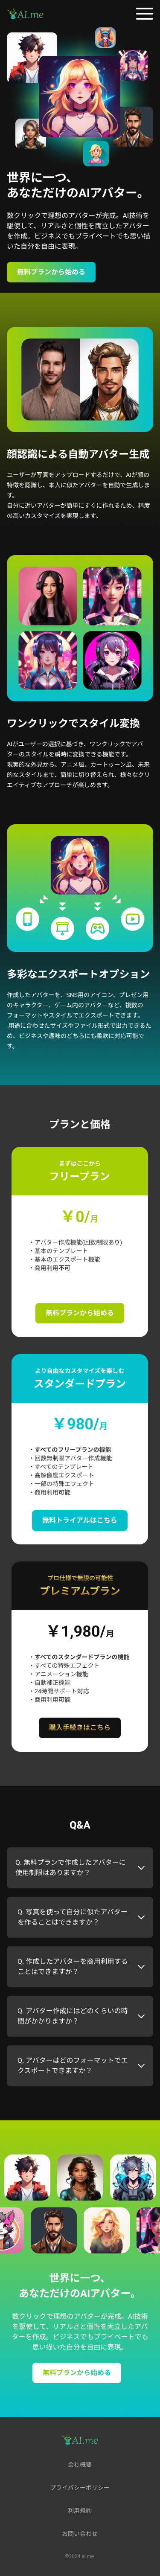 AI.me
世界に一つ、
あなただけのAIアバター。
数クリックで理想のアバターが完成。AI技術
を駆使して、リアルさと個性を両立したアバター
を作成。ビジネスでもプライベートでも思い描
いた自分を自由に表現。
無料プランから始める
顔認識による自動アバター生成
ユーザーが写真をアップロードするだけで、AIが顔の
特徴を認識し、本人に似たアバターを自動で生成しま
す。
自分に近いアバターが簡単にすぐに作れるため、精度
の高いカスタマイズを実現します。
ワンクリックでスタイル変換
AIがユーザーの選択に基づき、ワンクリックでアバ
ターのスタイルを瞬時に変換できる機能です。
現実的な外見から、アニメ風、カートゥーン風、未来
的なスタイルまで、簡単に切り替えられ、様々なクリ
エイティブなアプローチが楽しめます。
多彩なエクスポートオプション
作成したアバターを、SNS用のアイコン、プレゼン用
のキャラクター、ゲーム内のアバターなど、複数の
フォーマットやスタイルでエクスポートできます。
用途に合わせたサイズやファイル形式で出力できるた
め、ビジネスや趣味のどちらにも柔軟に対応可能で
す。
プランと価格
まずはここから
フリープラン
￥0/月
・アバター作成機能(回数制限あり)
・基本のテンプレート
・基本のエクスポート機能
・商用利用不可
無料プランから始める
より自由なカスタマイズを楽しむ
スタンダードプラン
￥980/月
・すべてのフリープランの機能
・回数無制限アバター作成機能
・すべてのテンプレート
・高解像度エクスポート
・一部の特殊エフェクト
・商用利用可能
無料トライアルはこちら
プロ仕様で無限の可能性
プレミアムプラン
￥1,980/月
・すべてのスタンダードプランの機能
・すべての特殊エフェクト
・アニメーション機能
・自動補正機能
・24時間サポート対応
・商用利用可能
購入手続きはこちら
Q&A
Q. 無料プランで作成したアバターに
使用制限はありますか？
Q. 写真を使って自分に似たアバター
を作ることはできますか？
Q. 作成したアバターを商用利用する
ことはできますか？
Q. アバター作成にはどのくらいの時
間がかかりますか？
Q. アバターはどのフォーマットでエ
クスポートできますか？
世界に一つ、
あなただけのAIアバター。
数クリックで理想のアバターが完成。AI技術
を駆使して、リアルさと個性を両立したアバ
ターを作成。ビジネスでもプライベートでも
思い描いた自分を自由に表現。
無料プランから始める
AI.me
会社概要
プライバシーポリシー
利用規約
お問い合わせ
©2024 ai.me